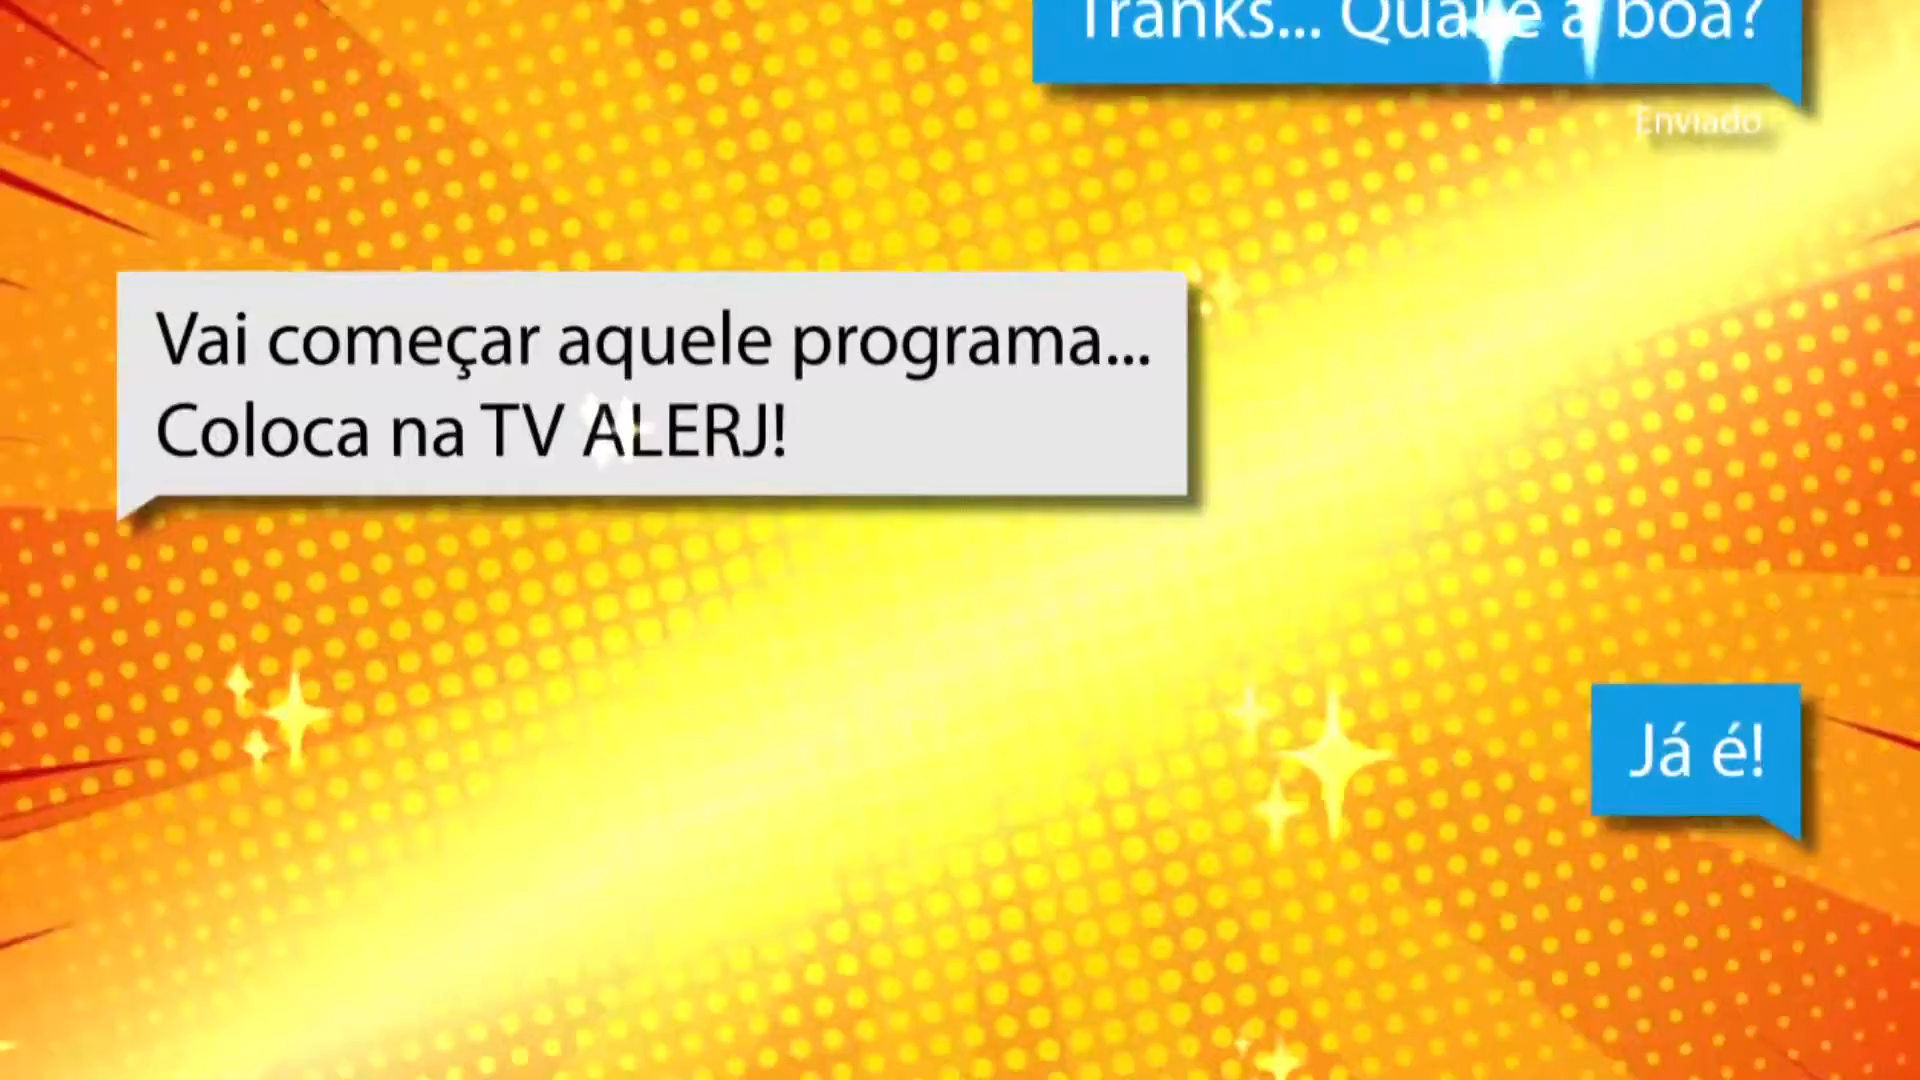 Tranks... Qual é a boa?
Enviado
Vai começar aquele programa...
Coloca na TV ALERJ!
Já é!